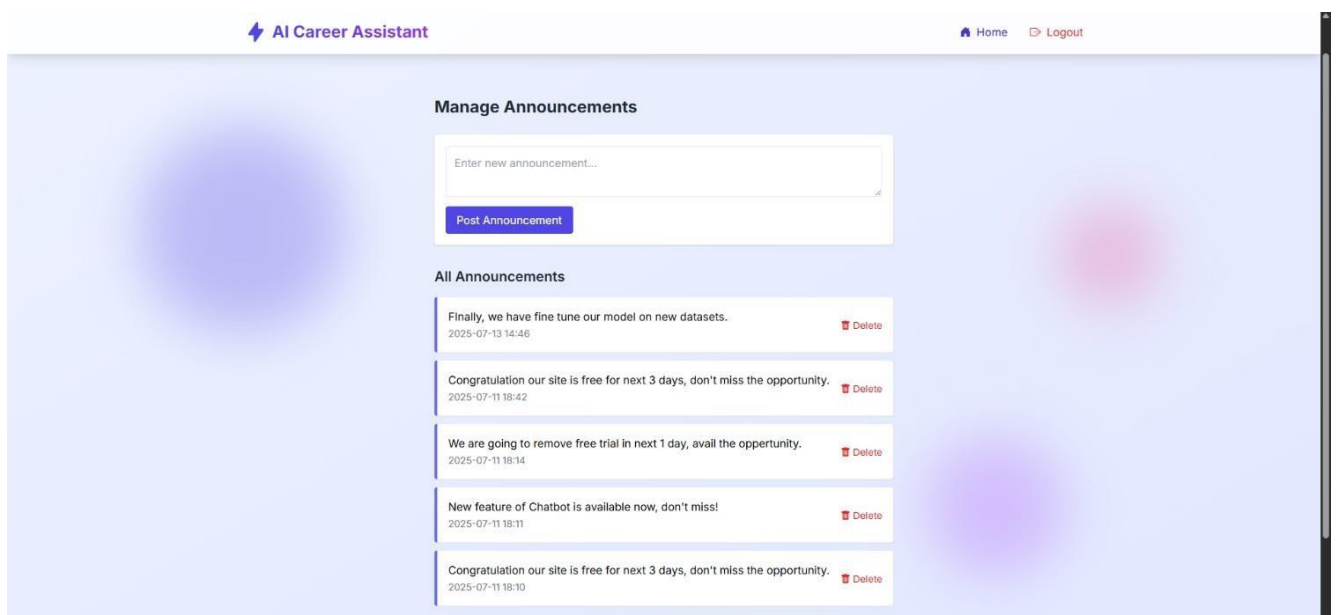 AI Career Assistant
Home
Logout
Manage Announcements
Enter new announcement...
Post Announcement
All Announcements
FInally, we have fine tune our model on new datasets.
2025-07-13 14:46
Delete
Congratulation our site is free for next 3 days, don't miss the opportunity.
2025-07-11 18:42
Delete
We are going to remove free trial in next 1 day, avail the oppertunity.
2025-07-11 18:14
Delete
New feature of Chatbot is available now, don't miss!
2025-07-11 18:11
Delete
Congratulation our site is free for next 3 days, don't miss the opportunity.
2025-07-11 18:10
Delete